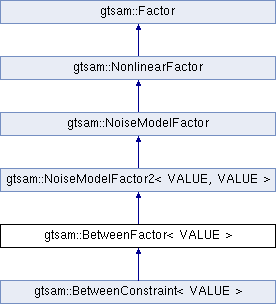 gtsam::Factor
gtsam::NonlinearFactor
gtsam::NoiseModelFactor
gtsam::NoiseModelFactor2< VALUE, VALUE >
gtsam::BetweenFactor< VALUE >
gtsam::BetweenConstraint< VALUE >